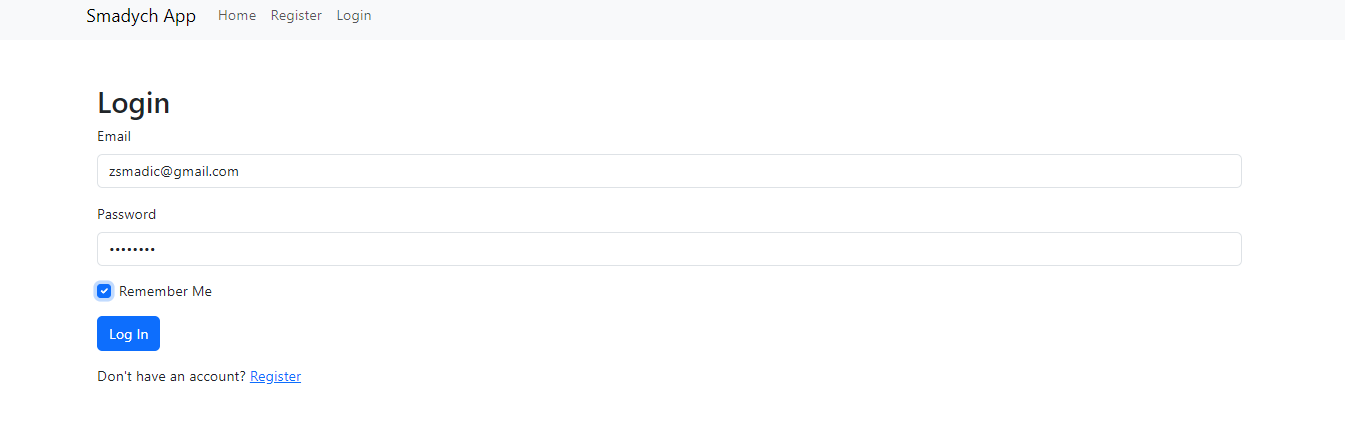 Smadych App Home Register Login
Login
Email
zsmadic@gmail.com
Password
••••••••
Remember Me
Log In
Don't have an account? Register